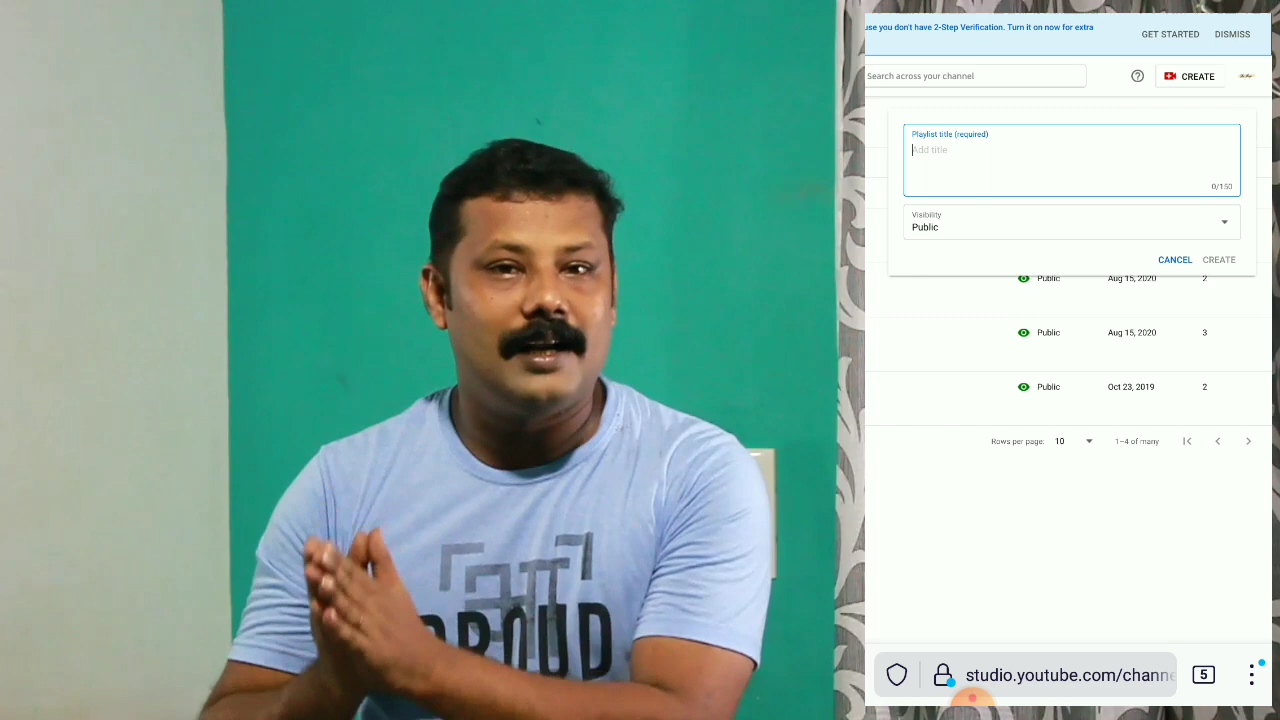 use you don't have 2-Step Verification. Turn it on now for extra
GET STARTED DISMISS
Search across your channel
CREATE
Playlist title (required)
Add title
0/150
Visibility
Public
CANCEL CREATE
Public Aug 15, 2020 2
Public Aug 15, 2020 3
Public Oct 23, 2019 2
Rows per page: 10 1–4 of many
studio.youtube.com/channe
5